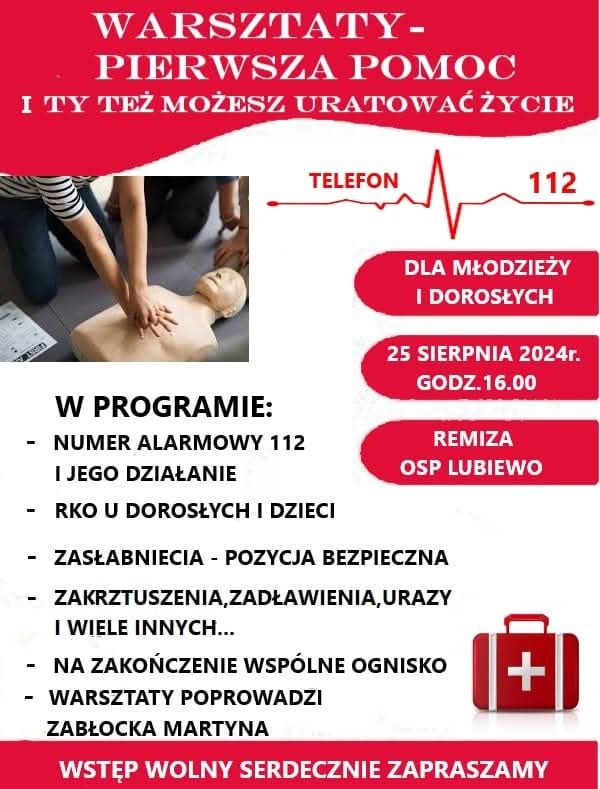 WARSZTATY-
PIERWSZA POMOC
I TY TEŻ MOŻESZ URATOWAĆ ŻYCIE
TELEFON 112
DLA MŁODZIEŻY
I DOROSŁYCH
25 SIERPNIA 2024r.
GODZ.16.00
REMIZA
OSP LUBIEWO
W PROGRAMIE:
- NUMER ALARMOWY 112
I JEGO DZIAŁANIE
- RKO U DOROSŁYCH I DZIECI
- ZASŁABNIECIA - POZYCJA BEZPIECZNA
- ZAKRZTUSZENIA,ZADŁAWIENIA,URAZY
I WIELE INNYCH...
- NA ZAKOŃCZENIE WSPÓLNE OGNISKO
- WARSZTATY POPROWADZI
ZABŁOCKA MARTYNA
WSTĘP WOLNY SERDECZNIE ZAPRASZAMY